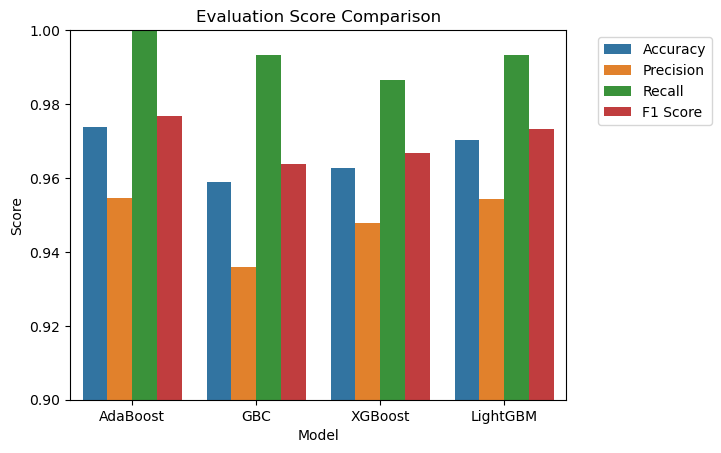 Evaluation Score Comparison
1.00
0.98
0.96
0.94
0.92
0.90
Score
AdaBoost
GBC
XGBoost
LightGBM
Model
Accuracy
Precision
Recall
F1 Score